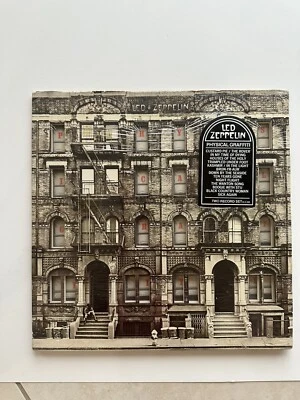 LED ZEPPELIN
LED
ZEPPELIN
PHYSICAL GRAFFITI
CUSTARD PIE / THE ROVER
IN MY TIME OF DYING
HOUSES OF THE HOLY
TRAMPLED UNDER FOOT
KASHMIR / IN THE LIGHT
BRON-YR-AUR
DOWN BY THE SEASIDE
TEN YEARS GONE
NIGHT FLIGHT
THE WANTON SONG
BOOGIE WITH STU
BLACK COUNTRY WOMAN
SICK AGAIN
TWO RECORD SET